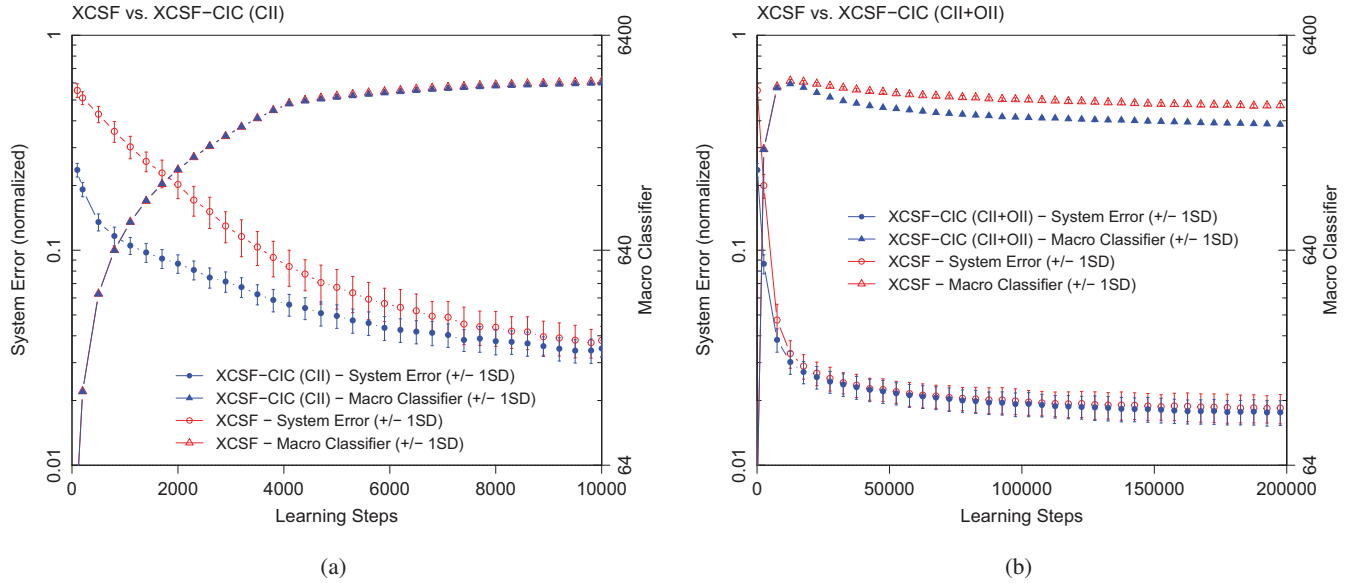 XCSF vs. XCSF−CIC (CII)
System Error (normalized)
1
0.1
0.01
6400
640
64
Macro Classifier
XCSF−CIC (CII) − System Error (+/− 1SD)
XCSF−CIC (CII) − Macro Classifier (+/− 1SD)
XCSF − System Error (+/− 1SD)
XCSF − Macro Classifier (+/− 1SD)
0 2000 4000 6000 8000 10000
Learning Steps
(a)
XCSF vs. XCSF−CIC (CII+OII)
System Error (normalized)
1
0.1
0.01
6400
640
64
Macro Classifier
XCSF−CIC (CII+OII) − System Error (+/− 1SD)
XCSF−CIC (CII+OII) − Macro Classifier (+/− 1SD)
XCSF − System Error (+/− 1SD)
XCSF − Macro Classifier (+/− 1SD)
0 50000 100000 150000 200000
Learning Steps
(b)